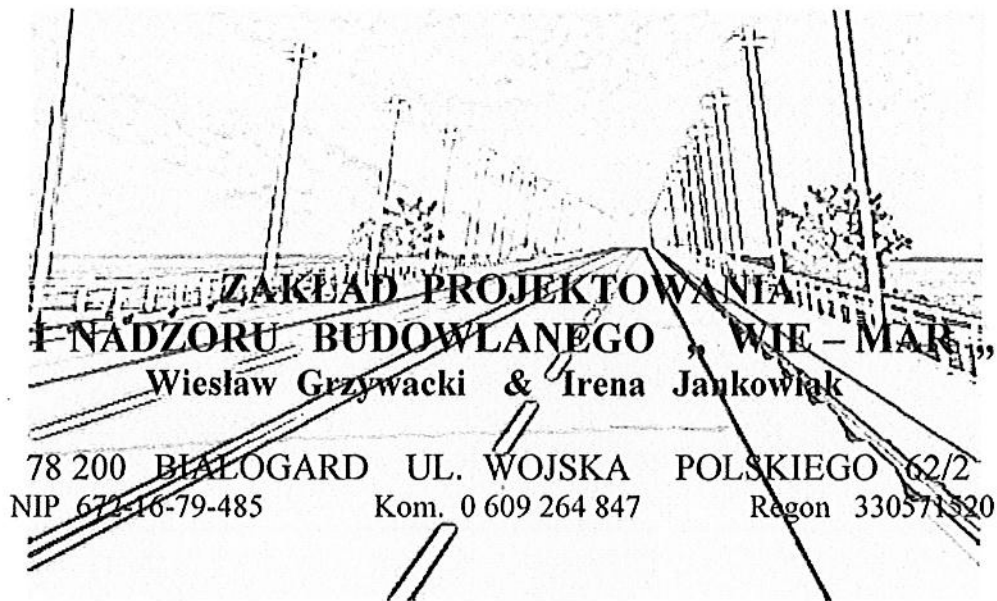 ZAKŁAD PROJEKTOWANIA
I NADZORU BUDOWLANEGO „ WIE – MAR „
Wiesław Grzywacki & Irena Jankowiak
78 200 BIAŁOGARD UL. WOJSKA POLSKIEGO 62/2
NIP 672-16-79-485 Kom. 0 609 264 847 Regon 330571520